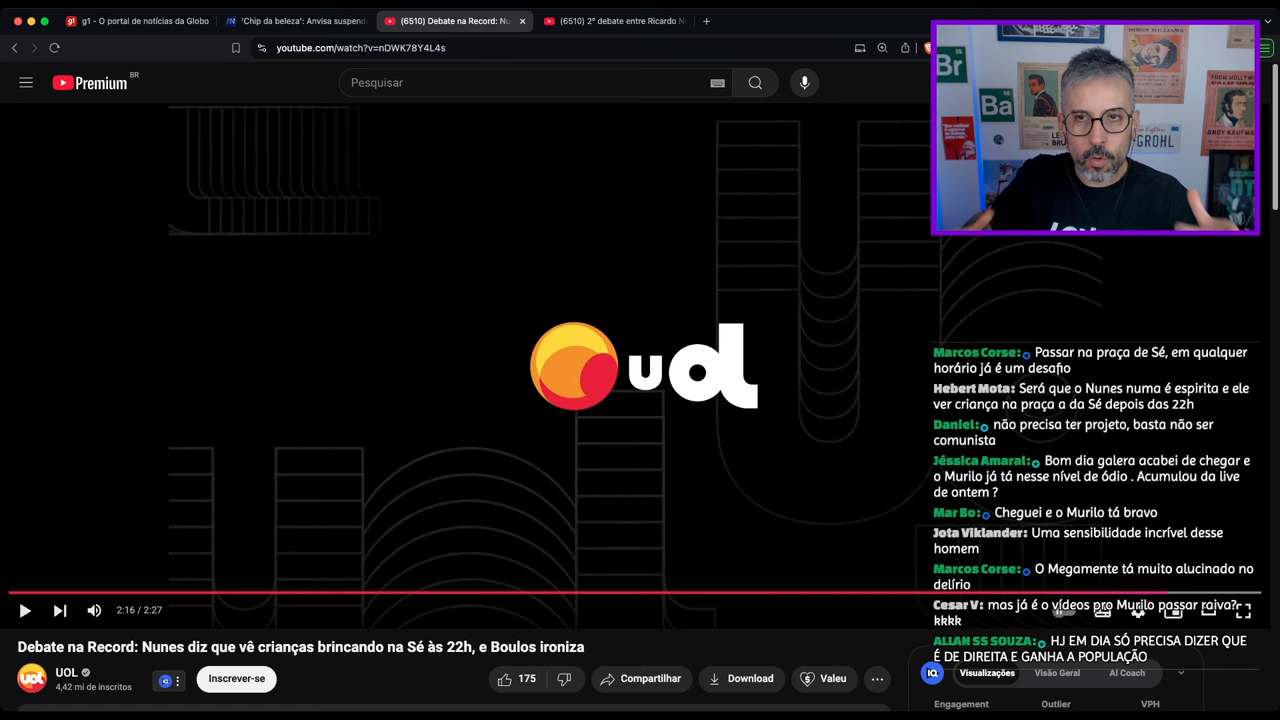 g1 - O portal de notícias da Globo
'Chip da beleza': Anvisa suspend
(6510) Debate na Record: Nu
(6510) 2º debate entre Ricardo N
youtube.com/watch?v=nDWK78Y4L4s
Premium BR
Pesquisar
Br
Ba
GROHL
ANDY KAUFMA
uol
Marcos Corse: Passar na praça de Sé, em qualquer
horário já é um desafio
Hebert Mota: Será que o Nunes numa é espirita e ele
ver criança na praça a da Sé depois das 22h
Daniel: não precisa ter projeto, basta não ser
comunista
Jéssica Amaral: Bom dia galera acabei de chegar e
o Murilo já tá nesse nível de ódio . Acumulou da live
de ontem ?
Mar Bo: Cheguei e o Murilo tá bravo
Jota Viklander: Uma sensibilidade incrível desse
homem
Marcos Corse: O Megamente tá muito alucinado no
delírio
Cesar V: mas já é o vídeos pro Murilo passar raiva?
kkkk
ALLAN SS SOUZA: HJ EM DIA SÓ PRECISA DIZER QUE
É DE DIREITA E GANHA A POPULAÇÃO
2:16 / 2:27
Debate na Record: Nunes diz que vê crianças brincando na Sé às 22h, e Boulos ironiza
uol
UOL
4,42 mi de inscritos
Inscrever-se
175
Compartilhar
Download
Valeu
IQ
Visualizações
Visão Geral
AI Coach
Engagement
Outlier
VPH